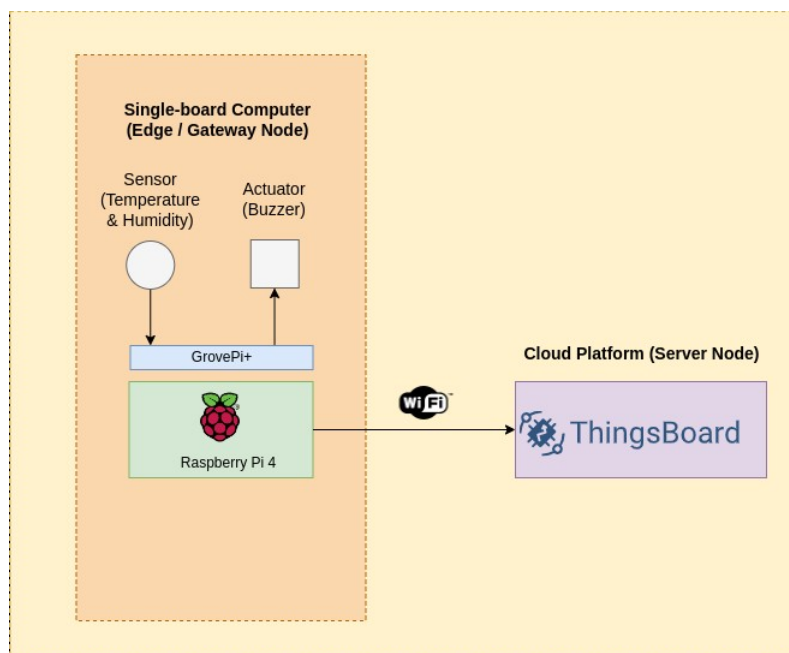 Single-board Computer
(Edge / Gateway Node)
Sensor
(Temperature
& Humidity)
Actuator
(Buzzer)
GrovePi+
Raspberry Pi 4
WiFi
Cloud Platform (Server Node)
ThingsBoard